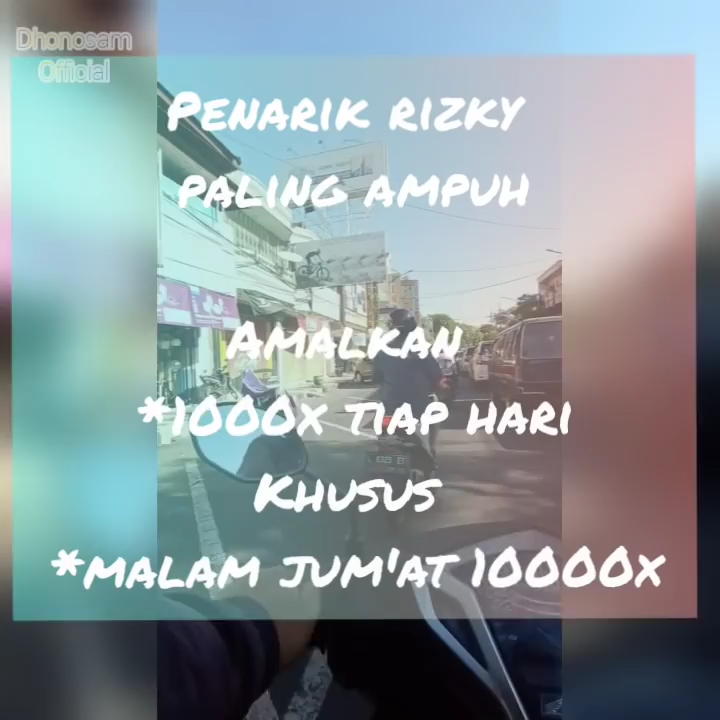 Dhonosam
Official
PENARIK RIZKY
PALING AMPUH
AMALKAN
*1000X TIAP HARI
KHUSUS
*MALAM JUM'AT 10000X